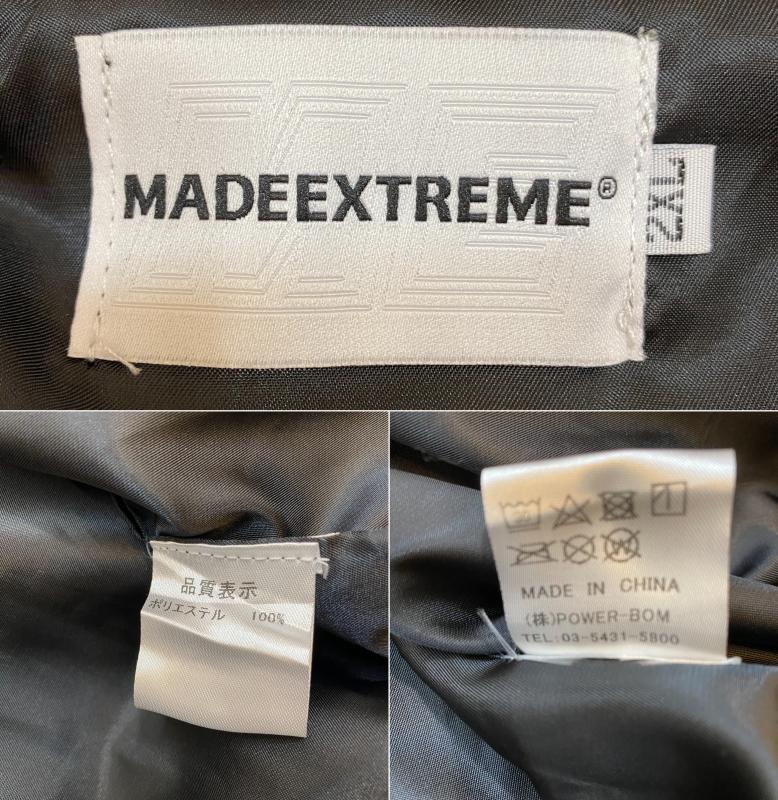 MADEEXTREME®
2XL
品質表示
ポリエステル 100%
MADE IN CHINA
(株)POWER-BOM
TEL:03-5431-5800